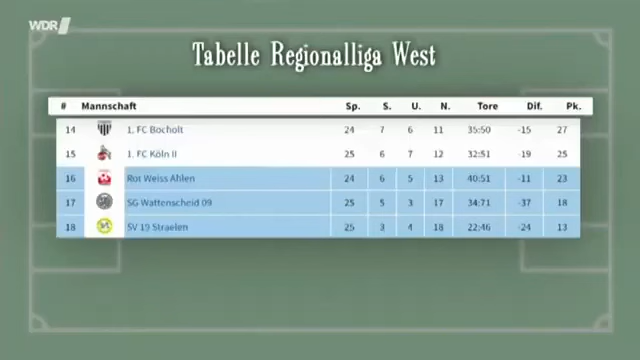 WDR
Tabelle Regionalliga West
# Mannschaft Sp. S. U. N. Tore Dif. Pk.
14 1. FC Bocholt 24 7 6 11 35:50 -15 27
15 1. FC Köln II 25 6 7 12 32:51 -19 25
16 Rot Weiss Ahlen 24 6 5 13 40:51 -11 23
17 SG Wattenscheid 09 25 5 3 17 34:71 -37 18
18 SV 19 Straelen 25 3 4 18 22:46 -24 13